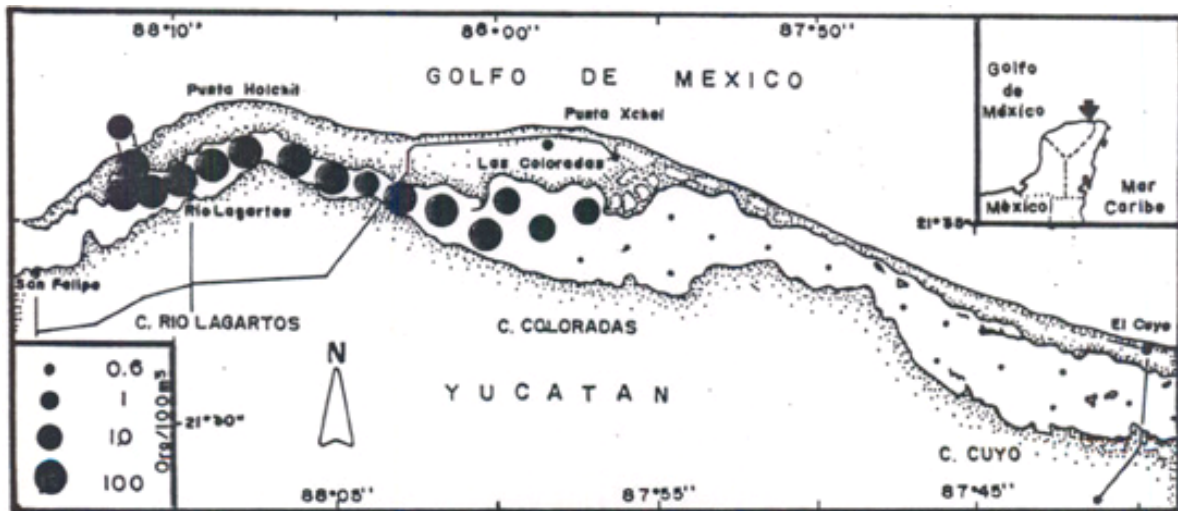 88°10''
88°00''
87°50''
GOLFO DE MEXICO
Golfo
de
México
México
Mar
Caribe
Punta Holchit
Punta Xchel
Las Coloradas
Rio Lagartos
21°35''
San Felipe
C. RIO LAGARTOS
C. COLORADAS
El Cuyo
N
YUCATAN
0.6
1
10
100
Org/100m3
21°30''
C. CUYO
88°05''
87°55''
87°45''